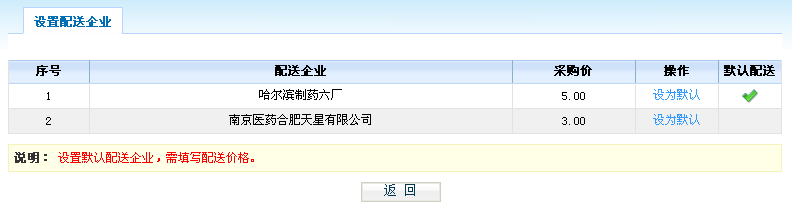 设置配送企业
序号 配送企业 采购价 操作 默认配送
1 哈尔滨制药六厂 5.00 设为默认
2 南京医药合肥天星有限公司 3.00 设为默认
说明： 设置默认配送企业，需填写配送价格。
返 回